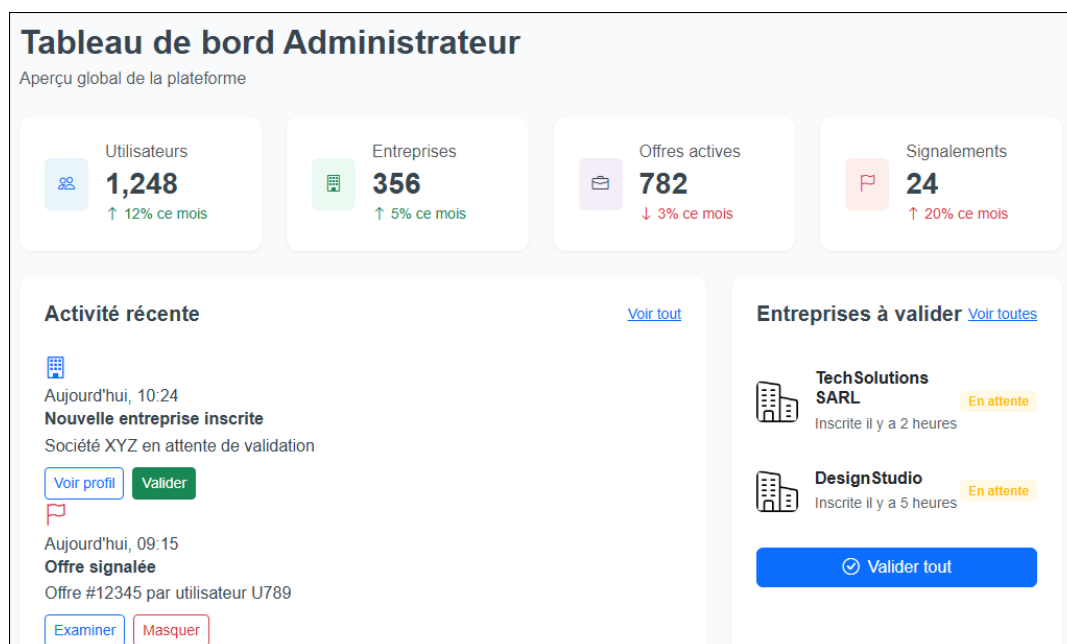 Tableau de bord Administrateur
Aperçu global de la plateforme
Utilisateurs
1,248
↑ 12% ce mois
Entreprises
356
↑ 5% ce mois
Offres actives
782
↓ 3% ce mois
Signalements
24
↑ 20% ce mois
Activité récente
Voir tout
Aujourd'hui, 10:24
Nouvelle entreprise inscrite
Société XYZ en attente de validation
Voir profil
Valider
Aujourd'hui, 09:15
Offre signalée
Offre #12345 par utilisateur U789
Examiner
Masquer
Entreprises à valider
Voir toutes
TechSolutions
SARL
Inscrite il y a 2 heures
En attente
DesignStudio
Inscrite il y a 5 heures
En attente
Valider tout